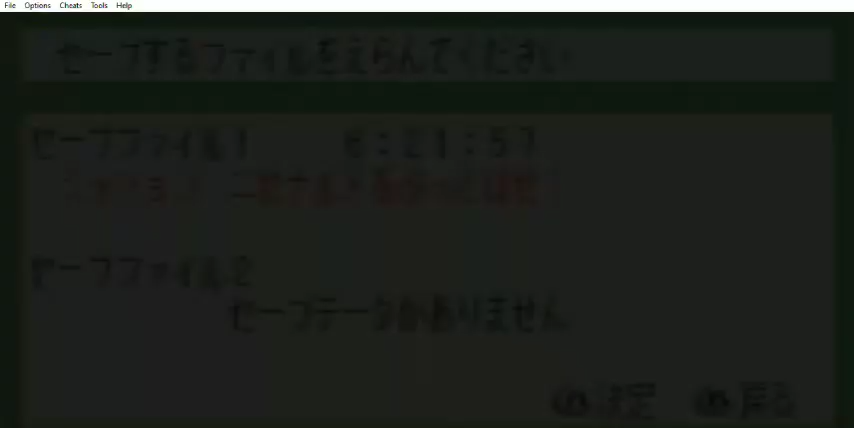 File Options Cheats Tools Help
セーブするファイルをえらんでください
セーブファイル1 6:21:57
セーブファイル2
セーブデータがありません
決定 戻る